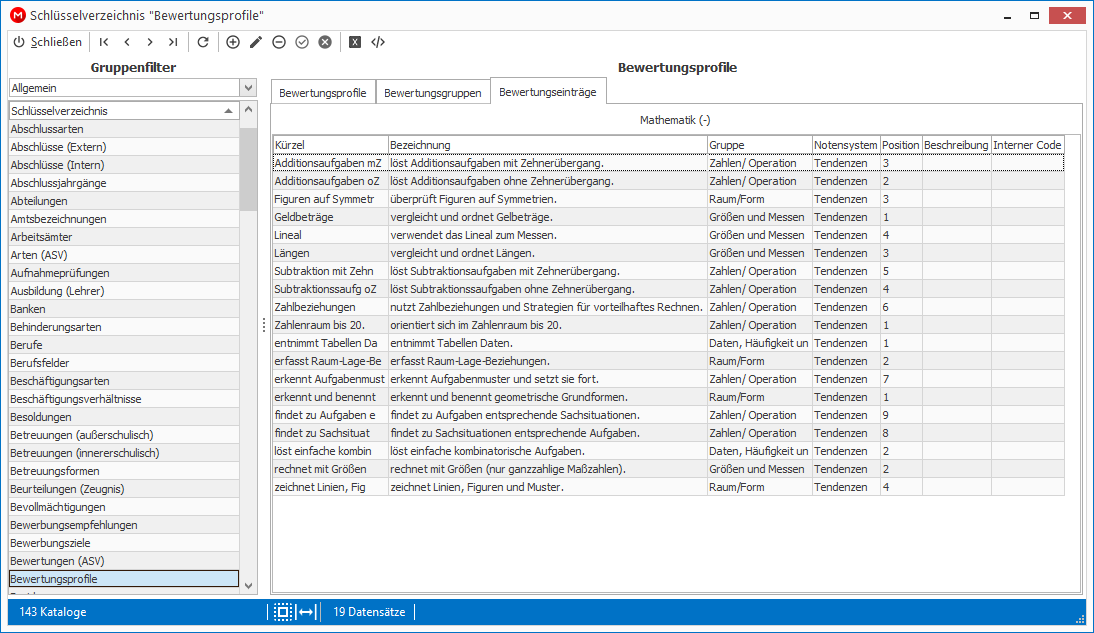 M Schlüsselverzeichnis "Bewertungsprofile"
Schließen
Gruppenfilter
Allgemein
Schlüsselverzeichnis
Abschlussarten
Abschlüsse (Extern)
Abschlüsse (Intern)
Abschlussjahrgänge
Abteilungen
Amtsbezeichnungen
Arbeitsämter
Arten (ASV)
Aufnahmeprüfungen
Ausbildung (Lehrer)
Banken
Behinderungsarten
Berufe
Berufsfelder
Beschäftigungsarten
Beschäftigungsverhältnisse
Besoldungen
Betreuungen (außerschulisch)
Betreuungen (innererschulisch)
Betreuungsformen
Beurteilungen (Zeugnis)
Bevollmächtigungen
Bewerbungsempfehlungen
Bewerbungsziele
Bewertungen (ASV)
Bewertungsprofile
Bewertungsprofile
Bewertungsprofile Bewertungsgruppen Bewertungseinträge
Mathematik (-)
Kürzel Bezeichnung Gruppe Notensystem Position Beschreibung Interner Code
Additionsaufgaben mZ löst Additionsaufgaben mit Zehnerübergang. Zahlen/ Operation Tendenzen 3
Additionsaufgaben oZ löst Additionsaufgaben ohne Zehnerübergang. Zahlen/ Operation Tendenzen 2
Figuren auf Symmetr überprüft Figuren auf Symmetrien. Raum/Form Tendenzen 3
Geldbeträge vergleicht und ordnet Gelbeträge. Größen und Messen Tendenzen 1
Lineal verwendet das Lineal zum Messen. Größen und Messen Tendenzen 4
Längen vergleicht und ordnet Längen. Größen und Messen Tendenzen 3
Subtraktion mit Zehn löst Subtraktionsaufgaben mit Zehnerübergang. Zahlen/ Operation Tendenzen 5
Subtraktionssaufg oZ löst Subtraktionssaufgaben ohne Zehnerübergang. Zahlen/ Operation Tendenzen 4
Zahlbeziehungen nutzt Zahlbeziehungen und Strategien für vorteilhaftes Rechnen. Zahlen/ Operation Tendenzen 6
Zahlenraum bis 20. orientiert sich im Zahlenraum bis 20. Zahlen/ Operation Tendenzen 1
entnimmt Tabellen Da entnimmt Tabellen Daten. Daten, Häufigkeit un Tendenzen 1
erfasst Raum-Lage-Be erfasst Raum-Lage-Beziehungen. Raum/Form Tendenzen 2
erkennt Aufgabenmust erkennt Aufgabenmuster und setzt sie fort. Zahlen/ Operation Tendenzen 7
erkennt und benennt erkennt und benennt geometrische Grundformen. Raum/Form Tendenzen 1
findet zu Aufgaben e findet zu Aufgaben entsprechende Sachsituationen. Zahlen/ Operation Tendenzen 9
findet zu Sachsituat findet zu Sachsituationen entsprechende Aufgaben. Zahlen/ Operation Tendenzen 8
löst einfache kombin löst einfache kombinatorische Aufgaben. Daten, Häufigkeit un Tendenzen 2
rechnet mit Größen rechnet mit Größen (nur ganzzahlige Maßzahlen). Größen und Messen Tendenzen 2
zeichnet Linien, Fig zeichnet Linien, Figuren und Muster. Raum/Form Tendenzen 4
143 Kataloge 19 Datensätze